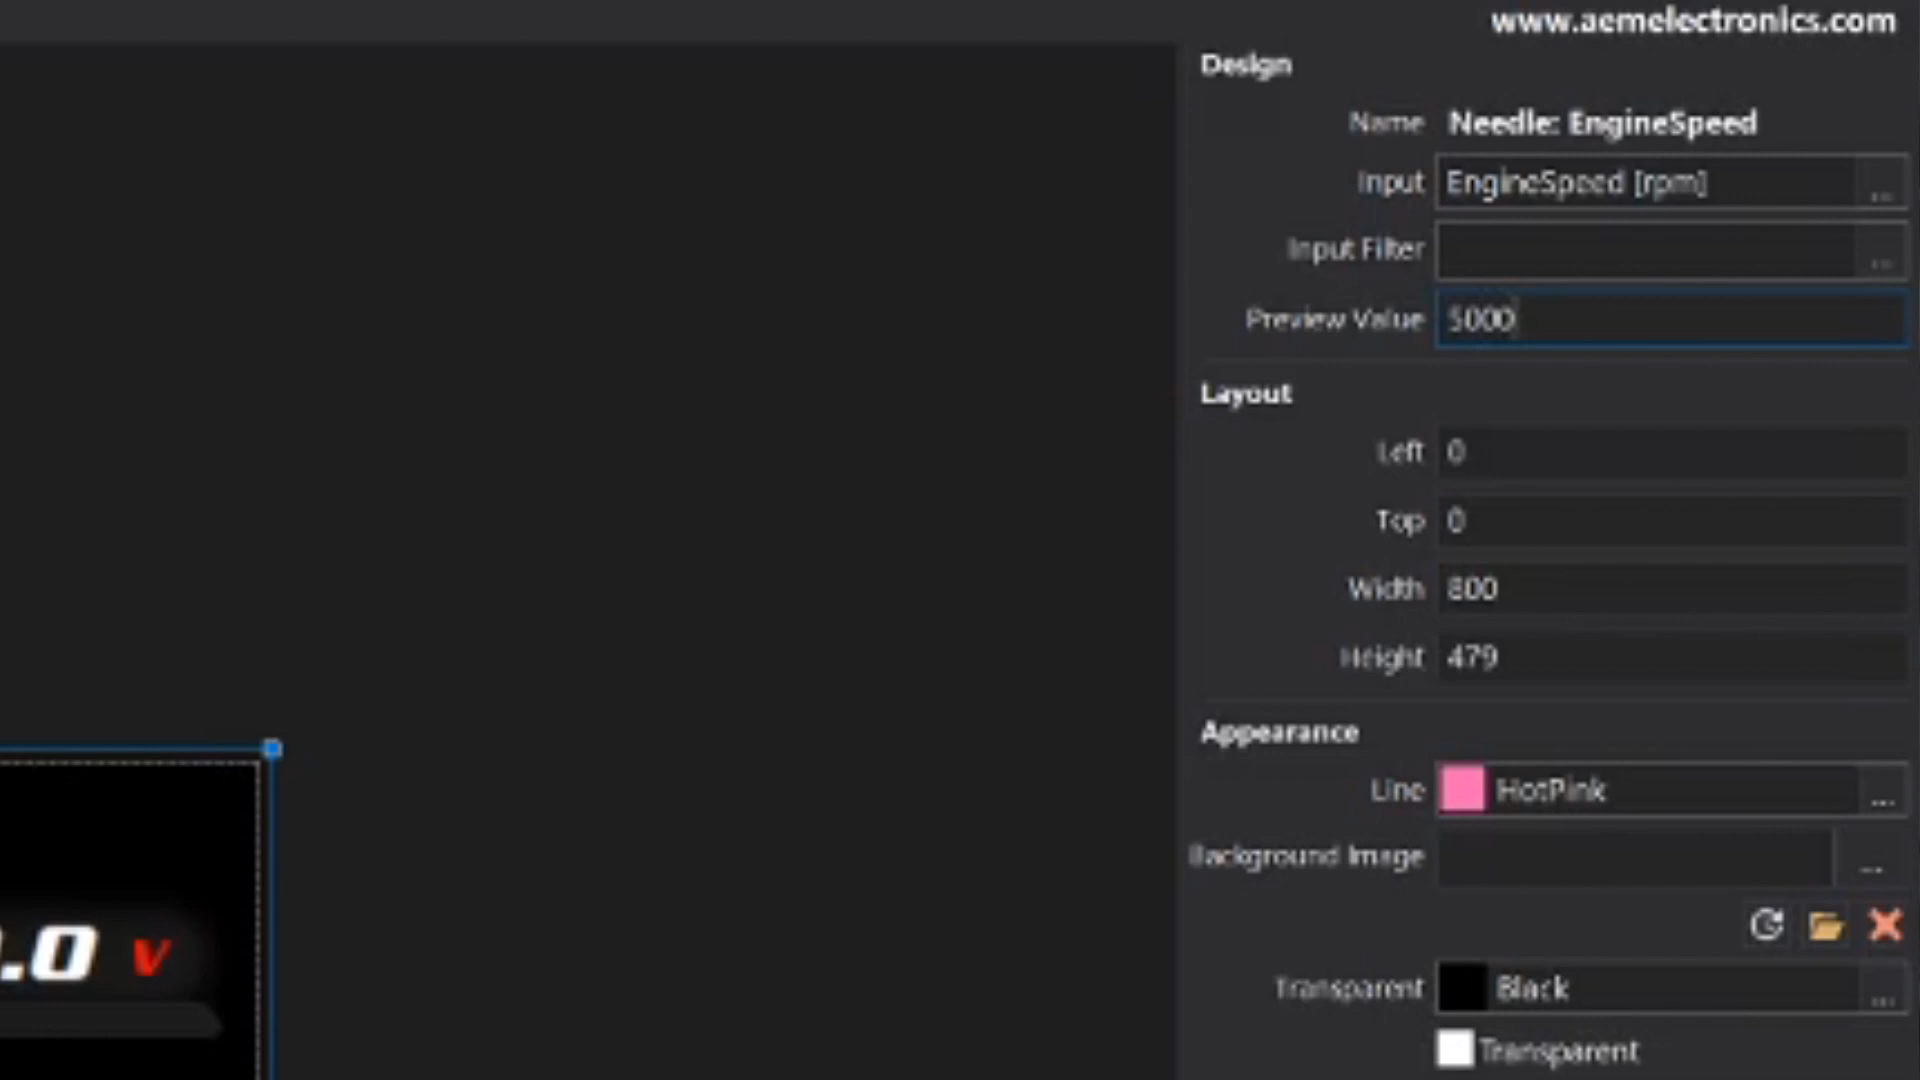 www.aemelectronics.com
Design
Name Needle: EngineSpeed
Input EngineSpeed [rpm] ...
Input Filter ...
Preview Value 5000
Layout
Left 0
Top 0
Width 800
Height 479
Appearance
Line HotPink ...
Background Image ...
.0 V
Transparent Black ...
Transparent